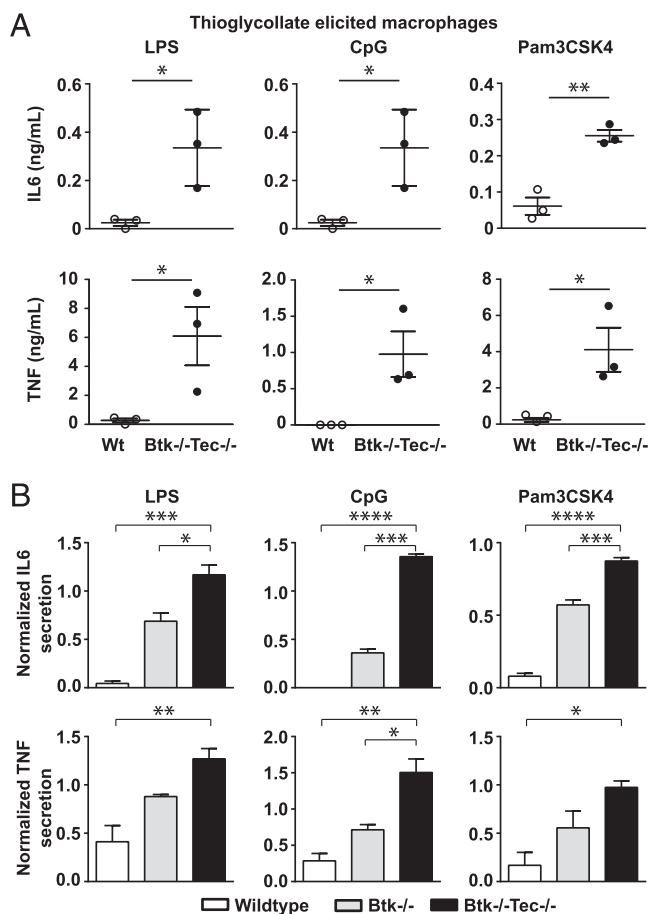 A
Thioglycollate elicited macrophages
LPS CpG Pam3CSK4
IL6 (ng/mL)
0.6 0.4 0.2 0
*
0.6 0.4 0.2 0
*
0.4 0.3 0.2 0.1 0
**
TNF (ng/mL)
10 8 6 4 2 0
*
2.0 1.5 1.0 0.5 0
*
8 6 4 2 0
*
Wt Btk-/-Tec-/- Wt Btk-/-Tec-/- Wt Btk-/-Tec-/-
B
LPS CpG Pam3CSK4
Normalized IL6
secretion
1.5 1.0 0.5 0.0
***
*
1.5 1.0 0.5 0.0
****
***
1.0 0.5 0.0
****
***
Normalized TNF
secretion
1.5 1.0 0.5 0.0
**
2.0 1.5 1.0 0.5 0.0
**
*
1.5 1.0 0.5 0.0
*
Wildtype Btk-/- Btk-/-Tec-/-